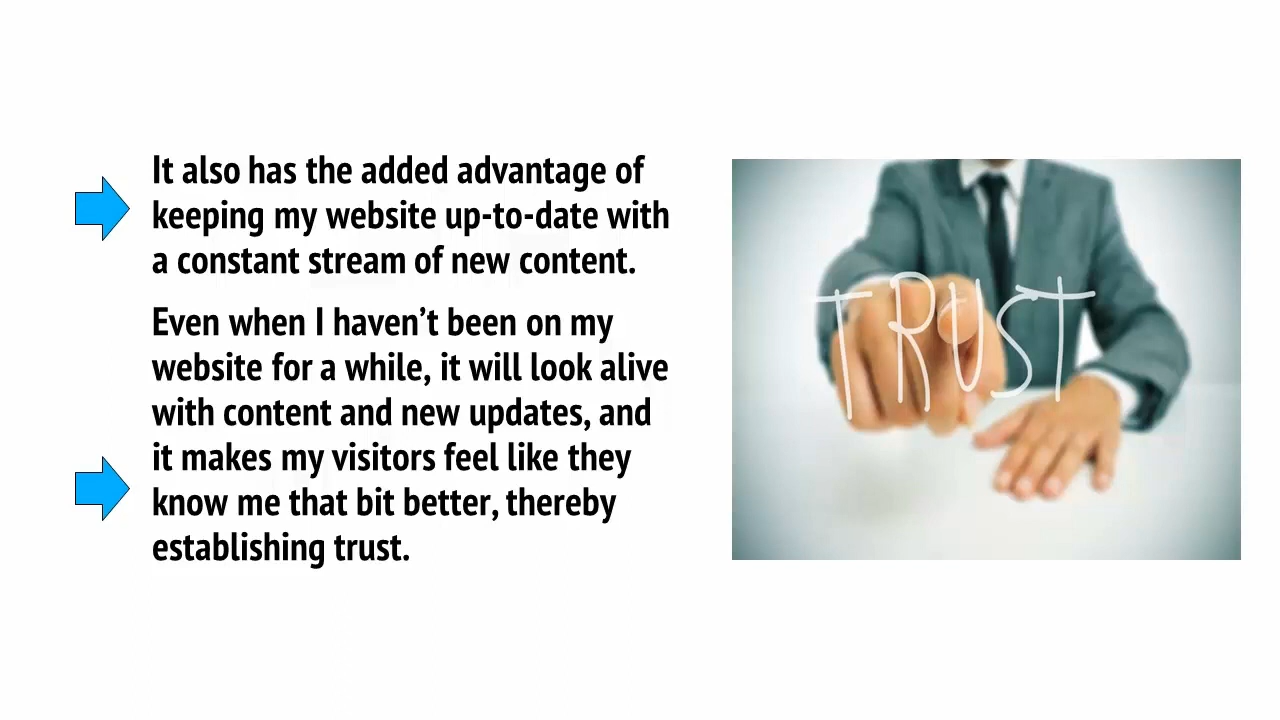 It also has the added advantage of
keeping my website up-to-date with
a constant stream of new content.
Even when I haven’t been on my
website for a while, it will look alive
with content and new updates, and
it makes my visitors feel like they
know me that bit better, thereby
establishing trust.
TRUST